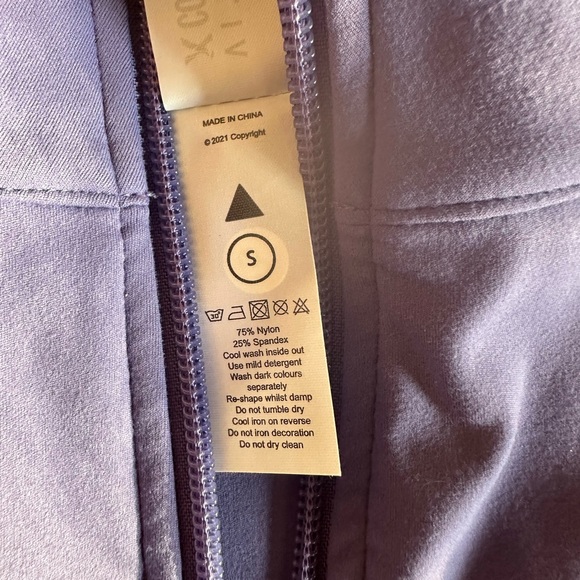 MADE IN CHINA
© 2021 Copyright
S
30°
75% Nylon
25% Spandex
Cool wash inside out
Use mild detergent
Wash dark colours
separately
Re-shape whilst damp
Do not tumble dry
Cool iron on reverse
Do not iron decoration
Do not dry clean